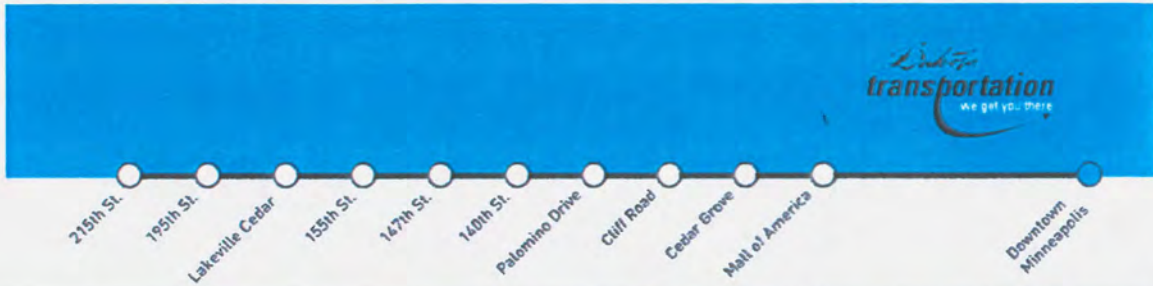 Dakota
transportation
we get you there
215th St.
195th St.
Lakeville Cedar
155th St.
147th St.
140th St.
Palomino Drive
Cliff Road
Cedar Grove
Mall of America
Downtown
Minneapolis